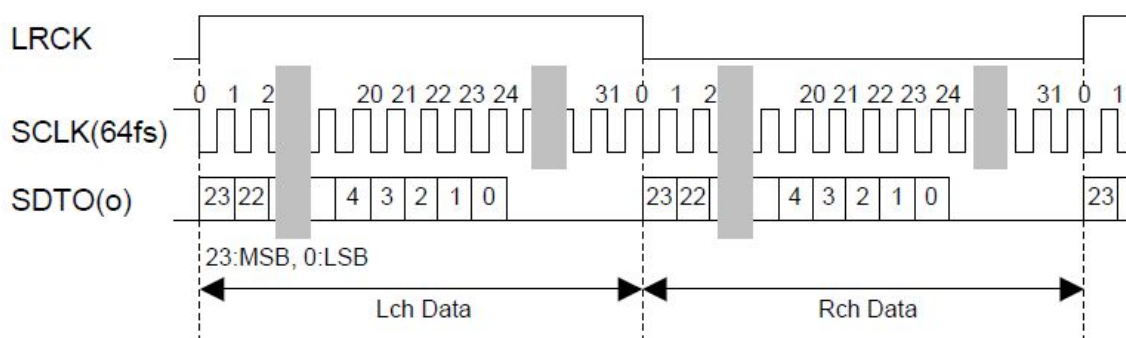 LRCK
0 1 2 20 21 22 23 24 31 0 1 2 20 21 22 23 24 31 0 1
SCLK(64fs)
SDTO(o) 23 22 4 3 2 1 0 23 22 4 3 2 1 0 23
23:MSB, 0:LSB
Lch Data Rch Data